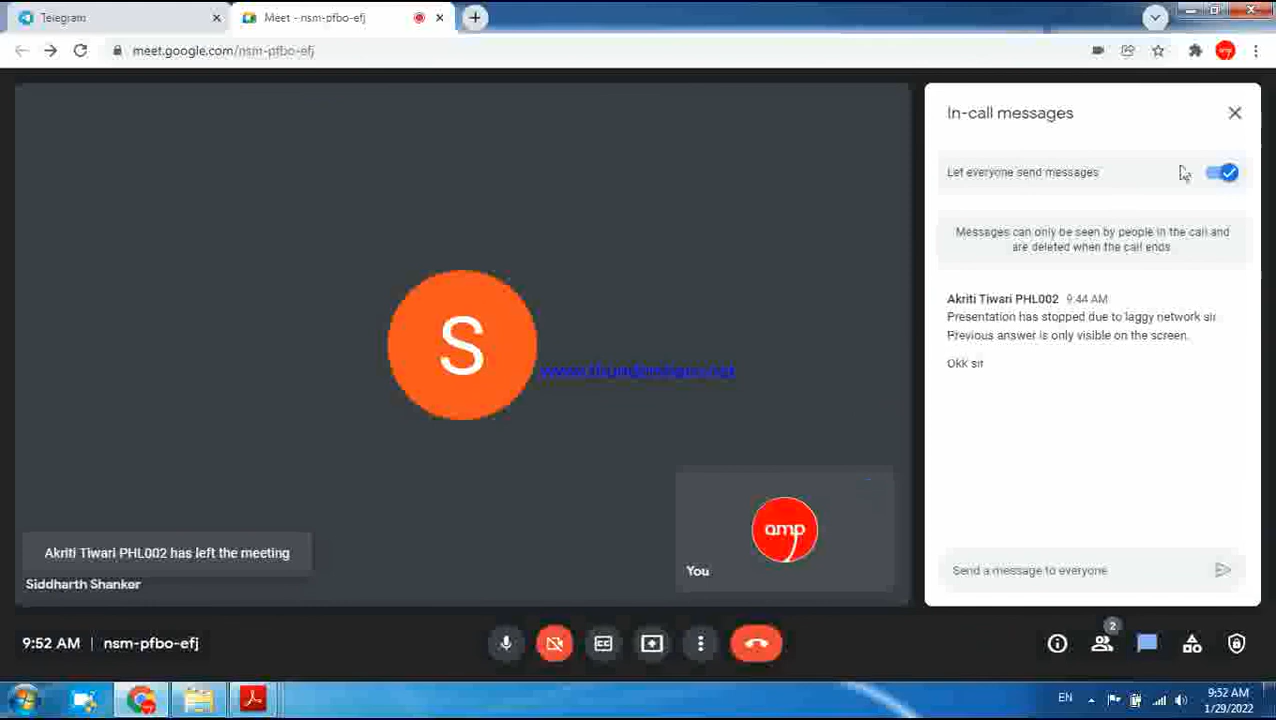 Telegram
Meet - nsm-pfbo-efj
meet.google.com/nsm-pfbo-efj
In-call messages
Let everyone send messages
Messages can only be seen by people in the call and
are deleted when the call ends
Akriti Tiwari PHL002 9:44 AM
Presentation has stopped due to laggy network sir
Previous answer is only visible on the screen.
Okk sir
S
amp
You
Akriti Tiwari PHL002 has left the meeting
Siddharth Shanker
Send a message to everyone
9:52 AM | nsm-pfbo-efj
2
EN
9:52 AM
1/29/2022